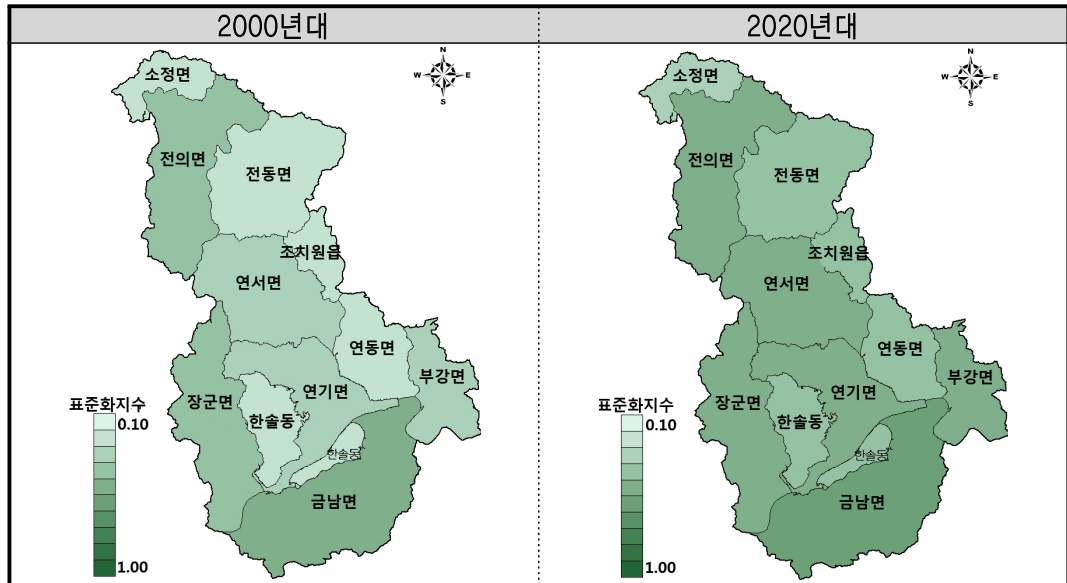 2000년대
2020년대
N
W
E
S
소정면
전의면
전동면
조치원읍
연서면
연동면
부강면
연기면
장군면
한솔동
한솔동
금남면
표준화지수
0.10
1.00
N
W
E
S
소정면
전의면
전동면
조치원읍
연서면
연동면
부강면
연기면
장군면
한솔동
한솔동
금남면
표준화지수
0.10
1.00